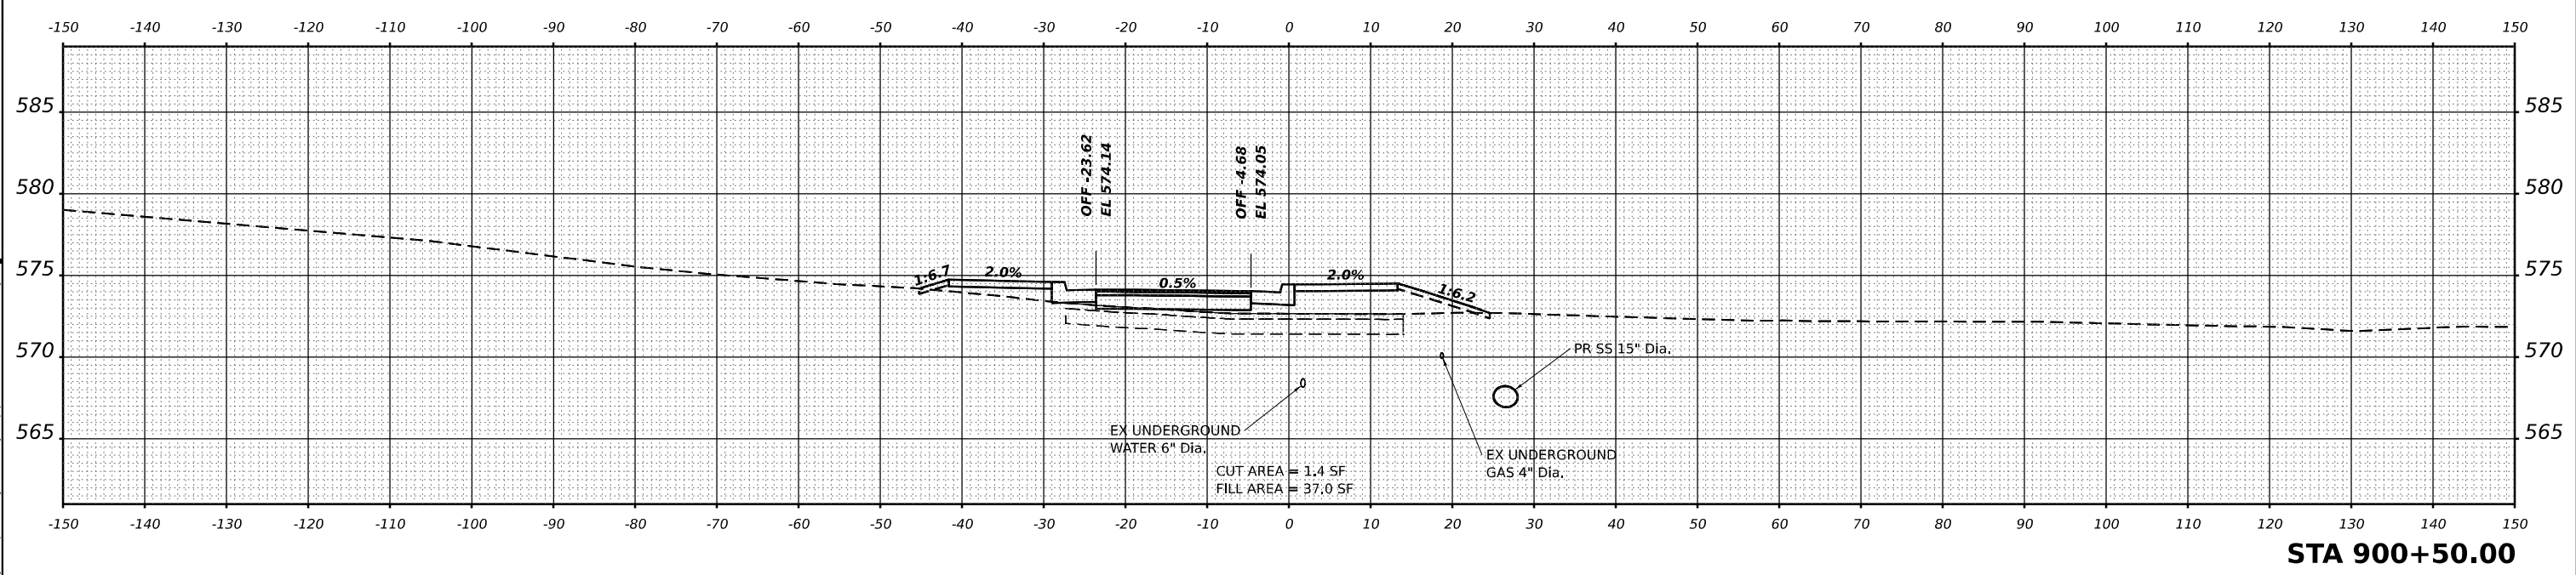 -150 -140 -130 -120 -110 -100 -90 -80 -70 -60 -50 -40 -30 -20 -10 0 10 20 30 40 50 60 70 80 90 100 110 120 130 140 150
585 585
OFF -23.62
EL 574.14
OFF -4.68
EL 574.05
580 580
575 575
1:6.7 2.0% 0.5% 2.0% 1:6.2
570 570
PR SS 15" Dia.
565 565
EX UNDERGROUND
WATER 6" Dia.
EX UNDERGROUND
GAS 4" Dia.
CUT AREA = 1.4 SF
FILL AREA = 37.0 SF
-150 -140 -130 -120 -110 -100 -90 -80 -70 -60 -50 -40 -30 -20 -10 0 10 20 30 40 50 60 70 80 90 100 110 120 130 140 150
STA 900+50.00